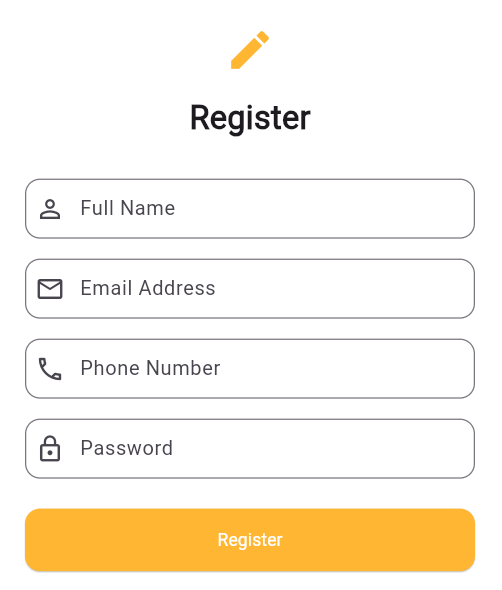 Register
Full Name
Email Address
Phone Number
Password
Register